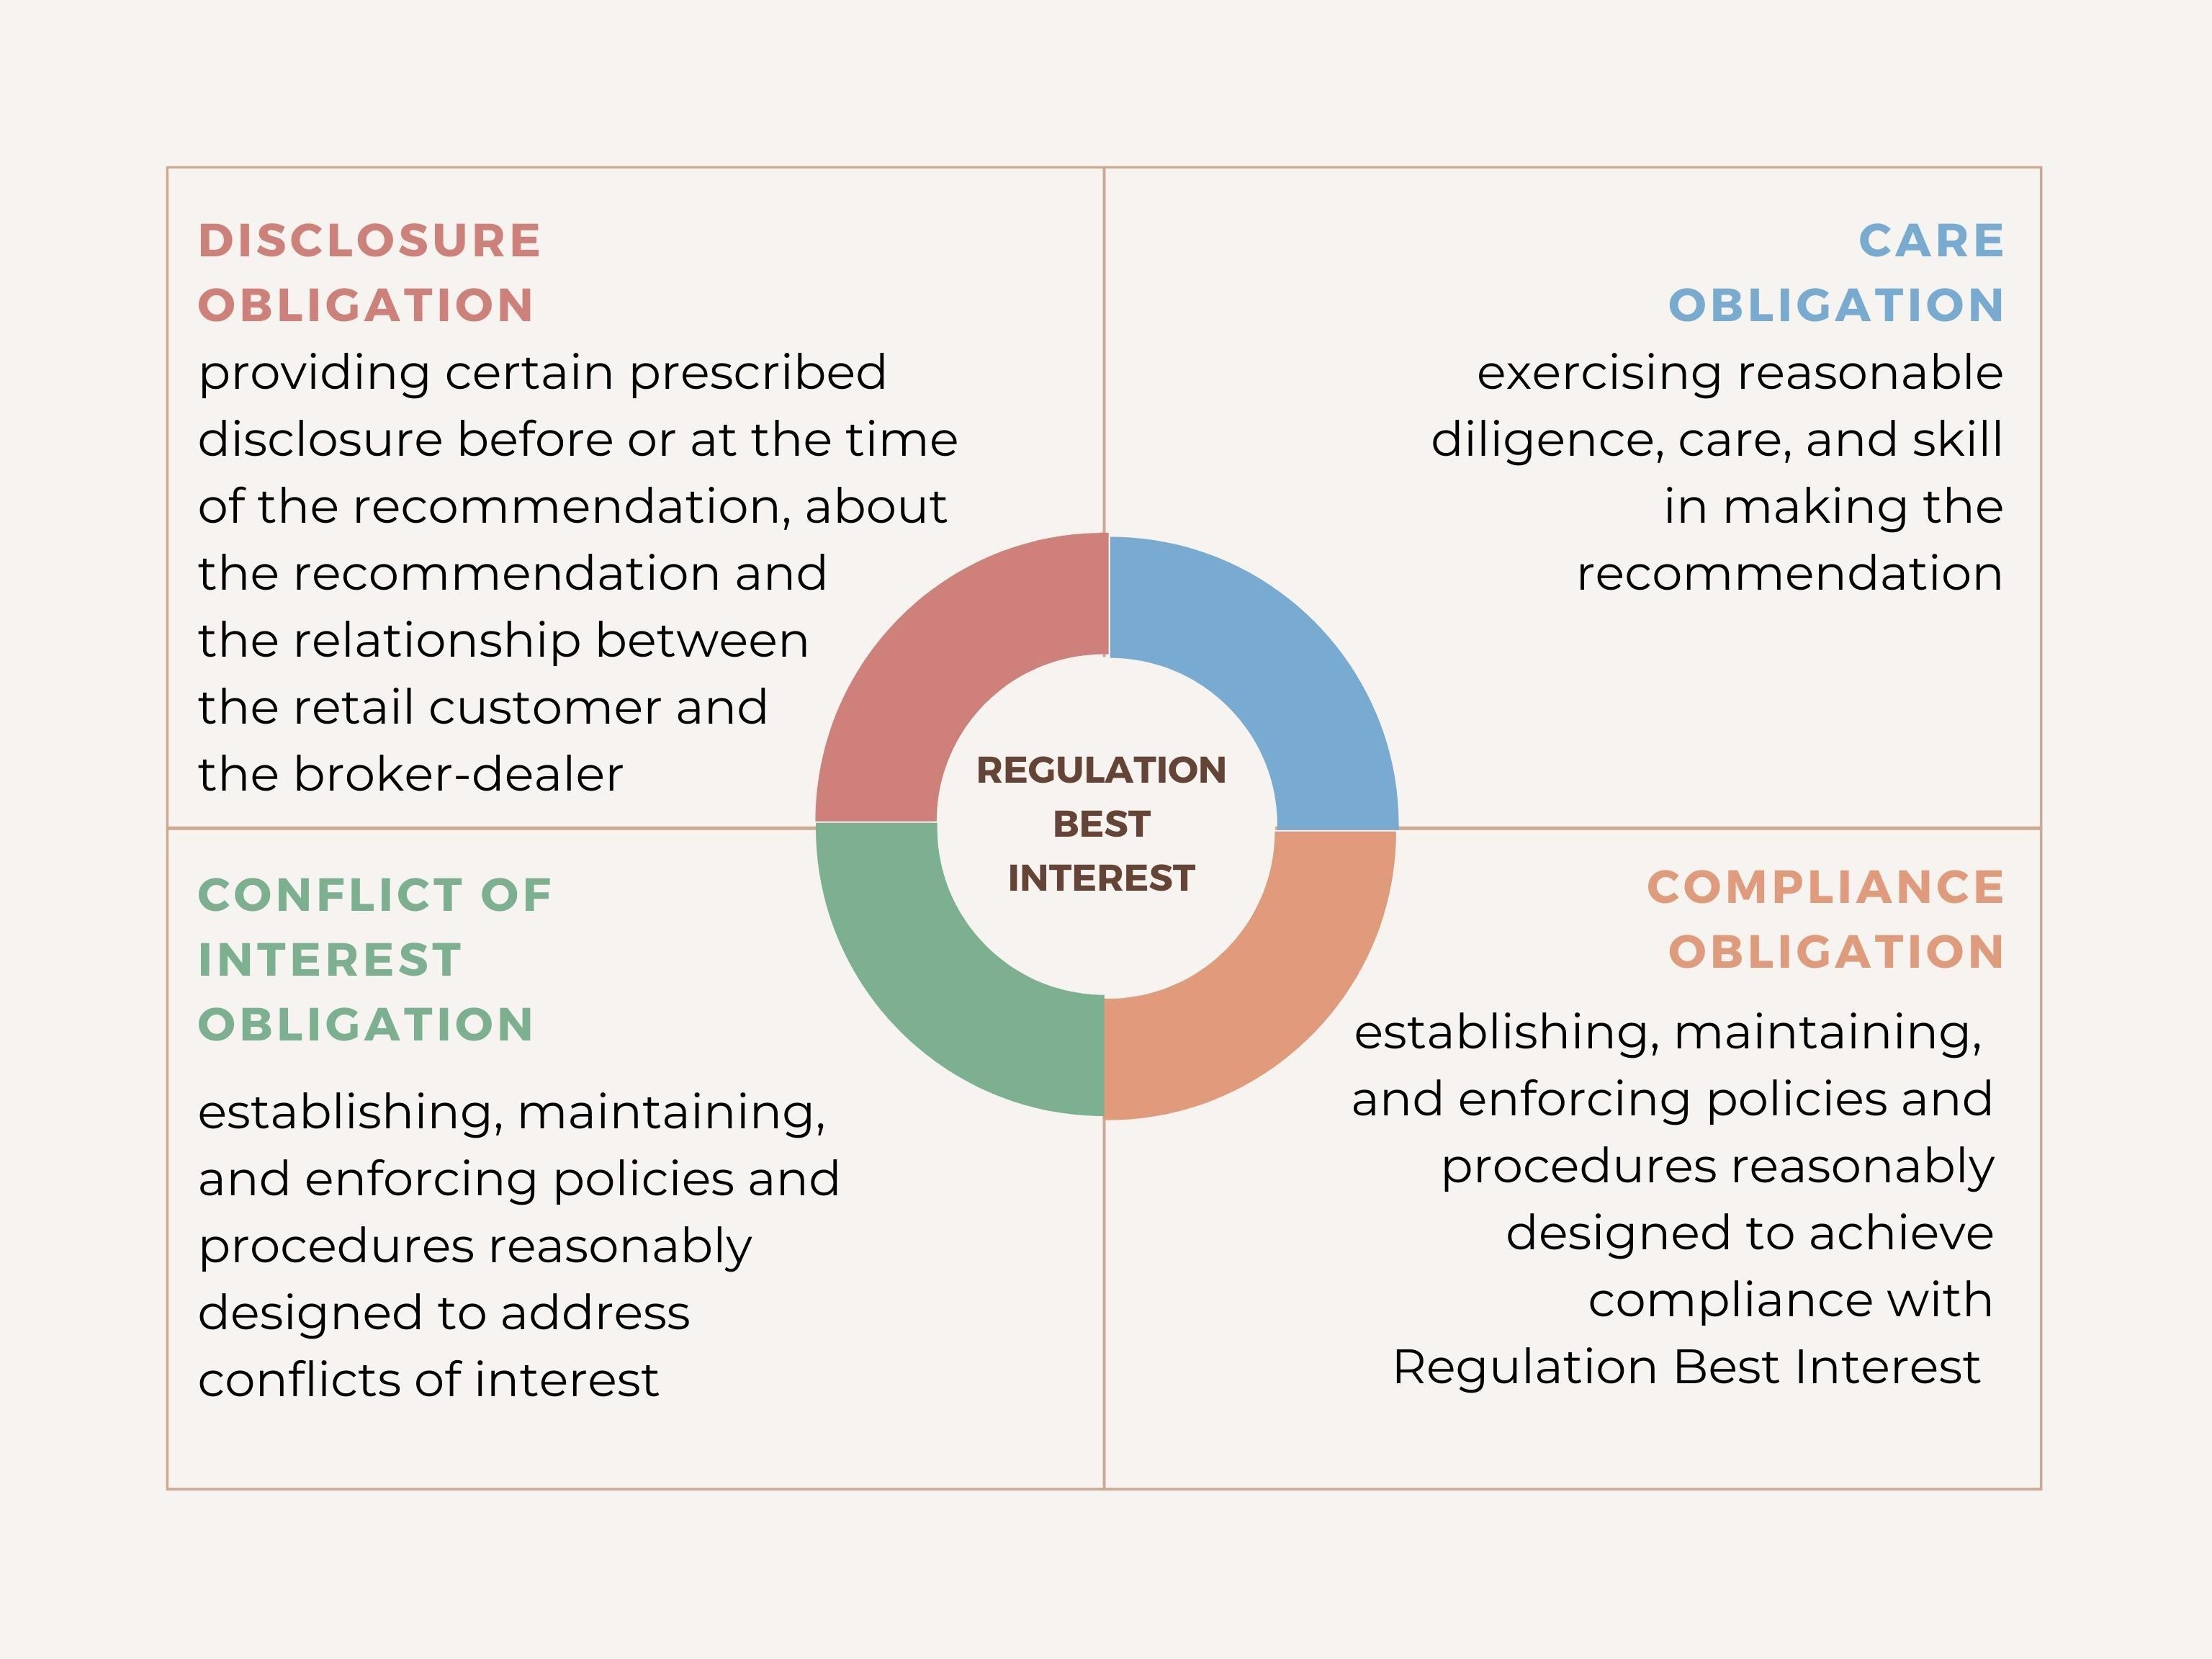 DISCLOSURE
OBLIGATION
providing certain prescribed
disclosure before or at the time
of the recommendation, about
the recommendation and
the relationship between
the retail customer and
the broker-dealer
CARE
OBLIGATION
exercising reasonable
diligence, care, and skill
in making the
recommendation
REGULATION
BEST
INTEREST
CONFLICT OF
INTEREST
OBLIGATION
establishing, maintaining,
and enforcing policies and
procedures reasonably
designed to address
conflicts of interest
COMPLIANCE
OBLIGATION
establishing, maintaining,
and enforcing policies and
procedures reasonably
designed to achieve
compliance with
Regulation Best Interest